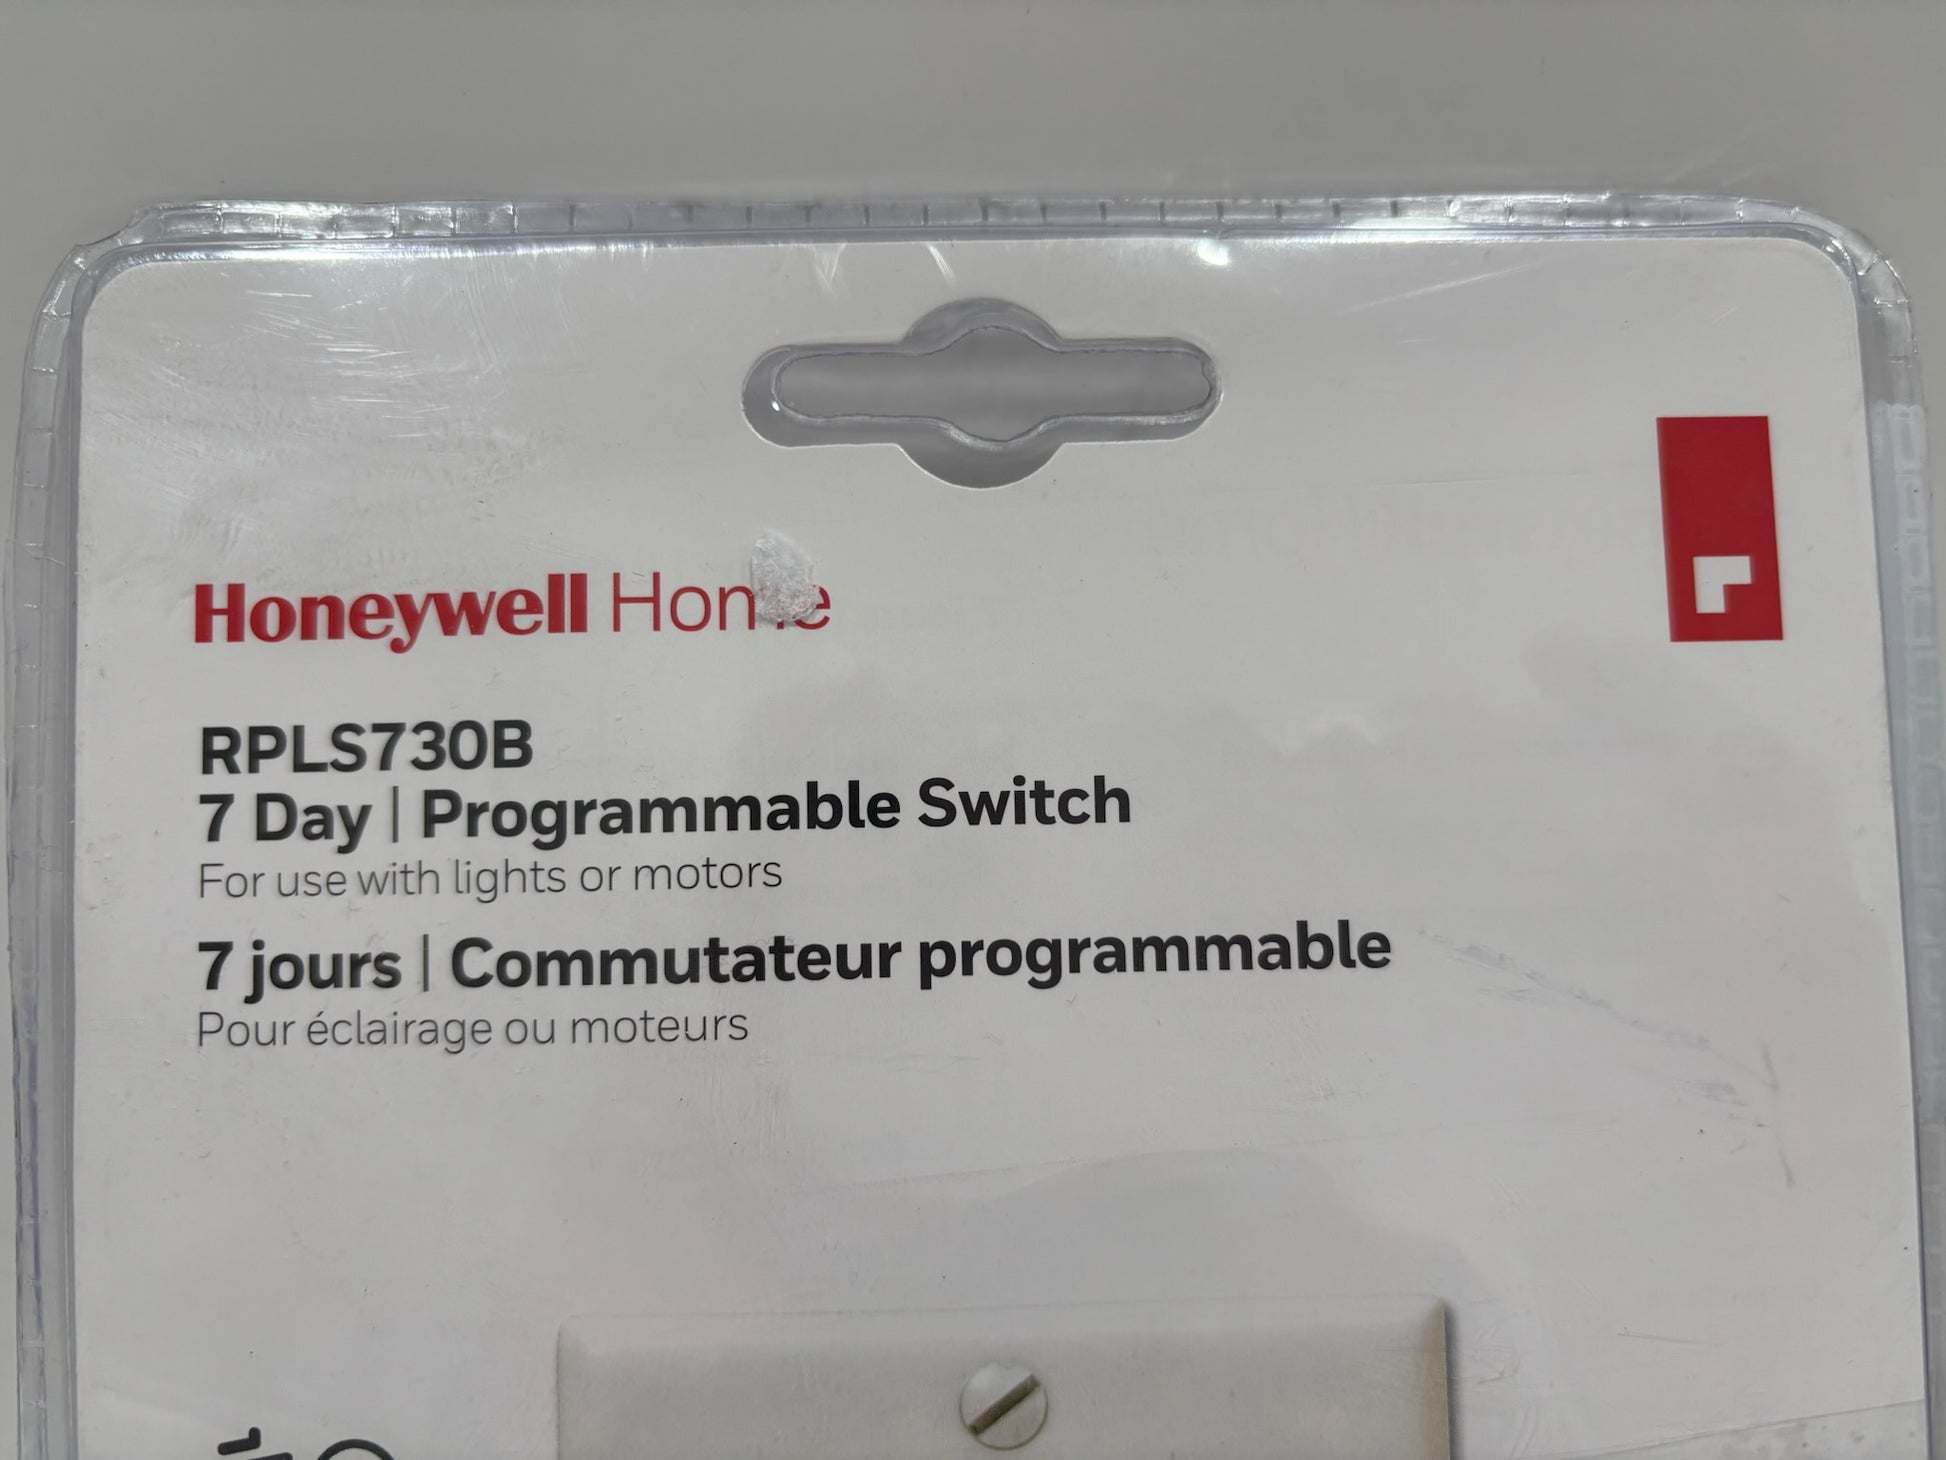 Honeywell Home
RPLS730B
7 Day | Programmable Switch
For use with lights or motors
7 jours | Commutateur programmable
Pour éclairage ou moteurs